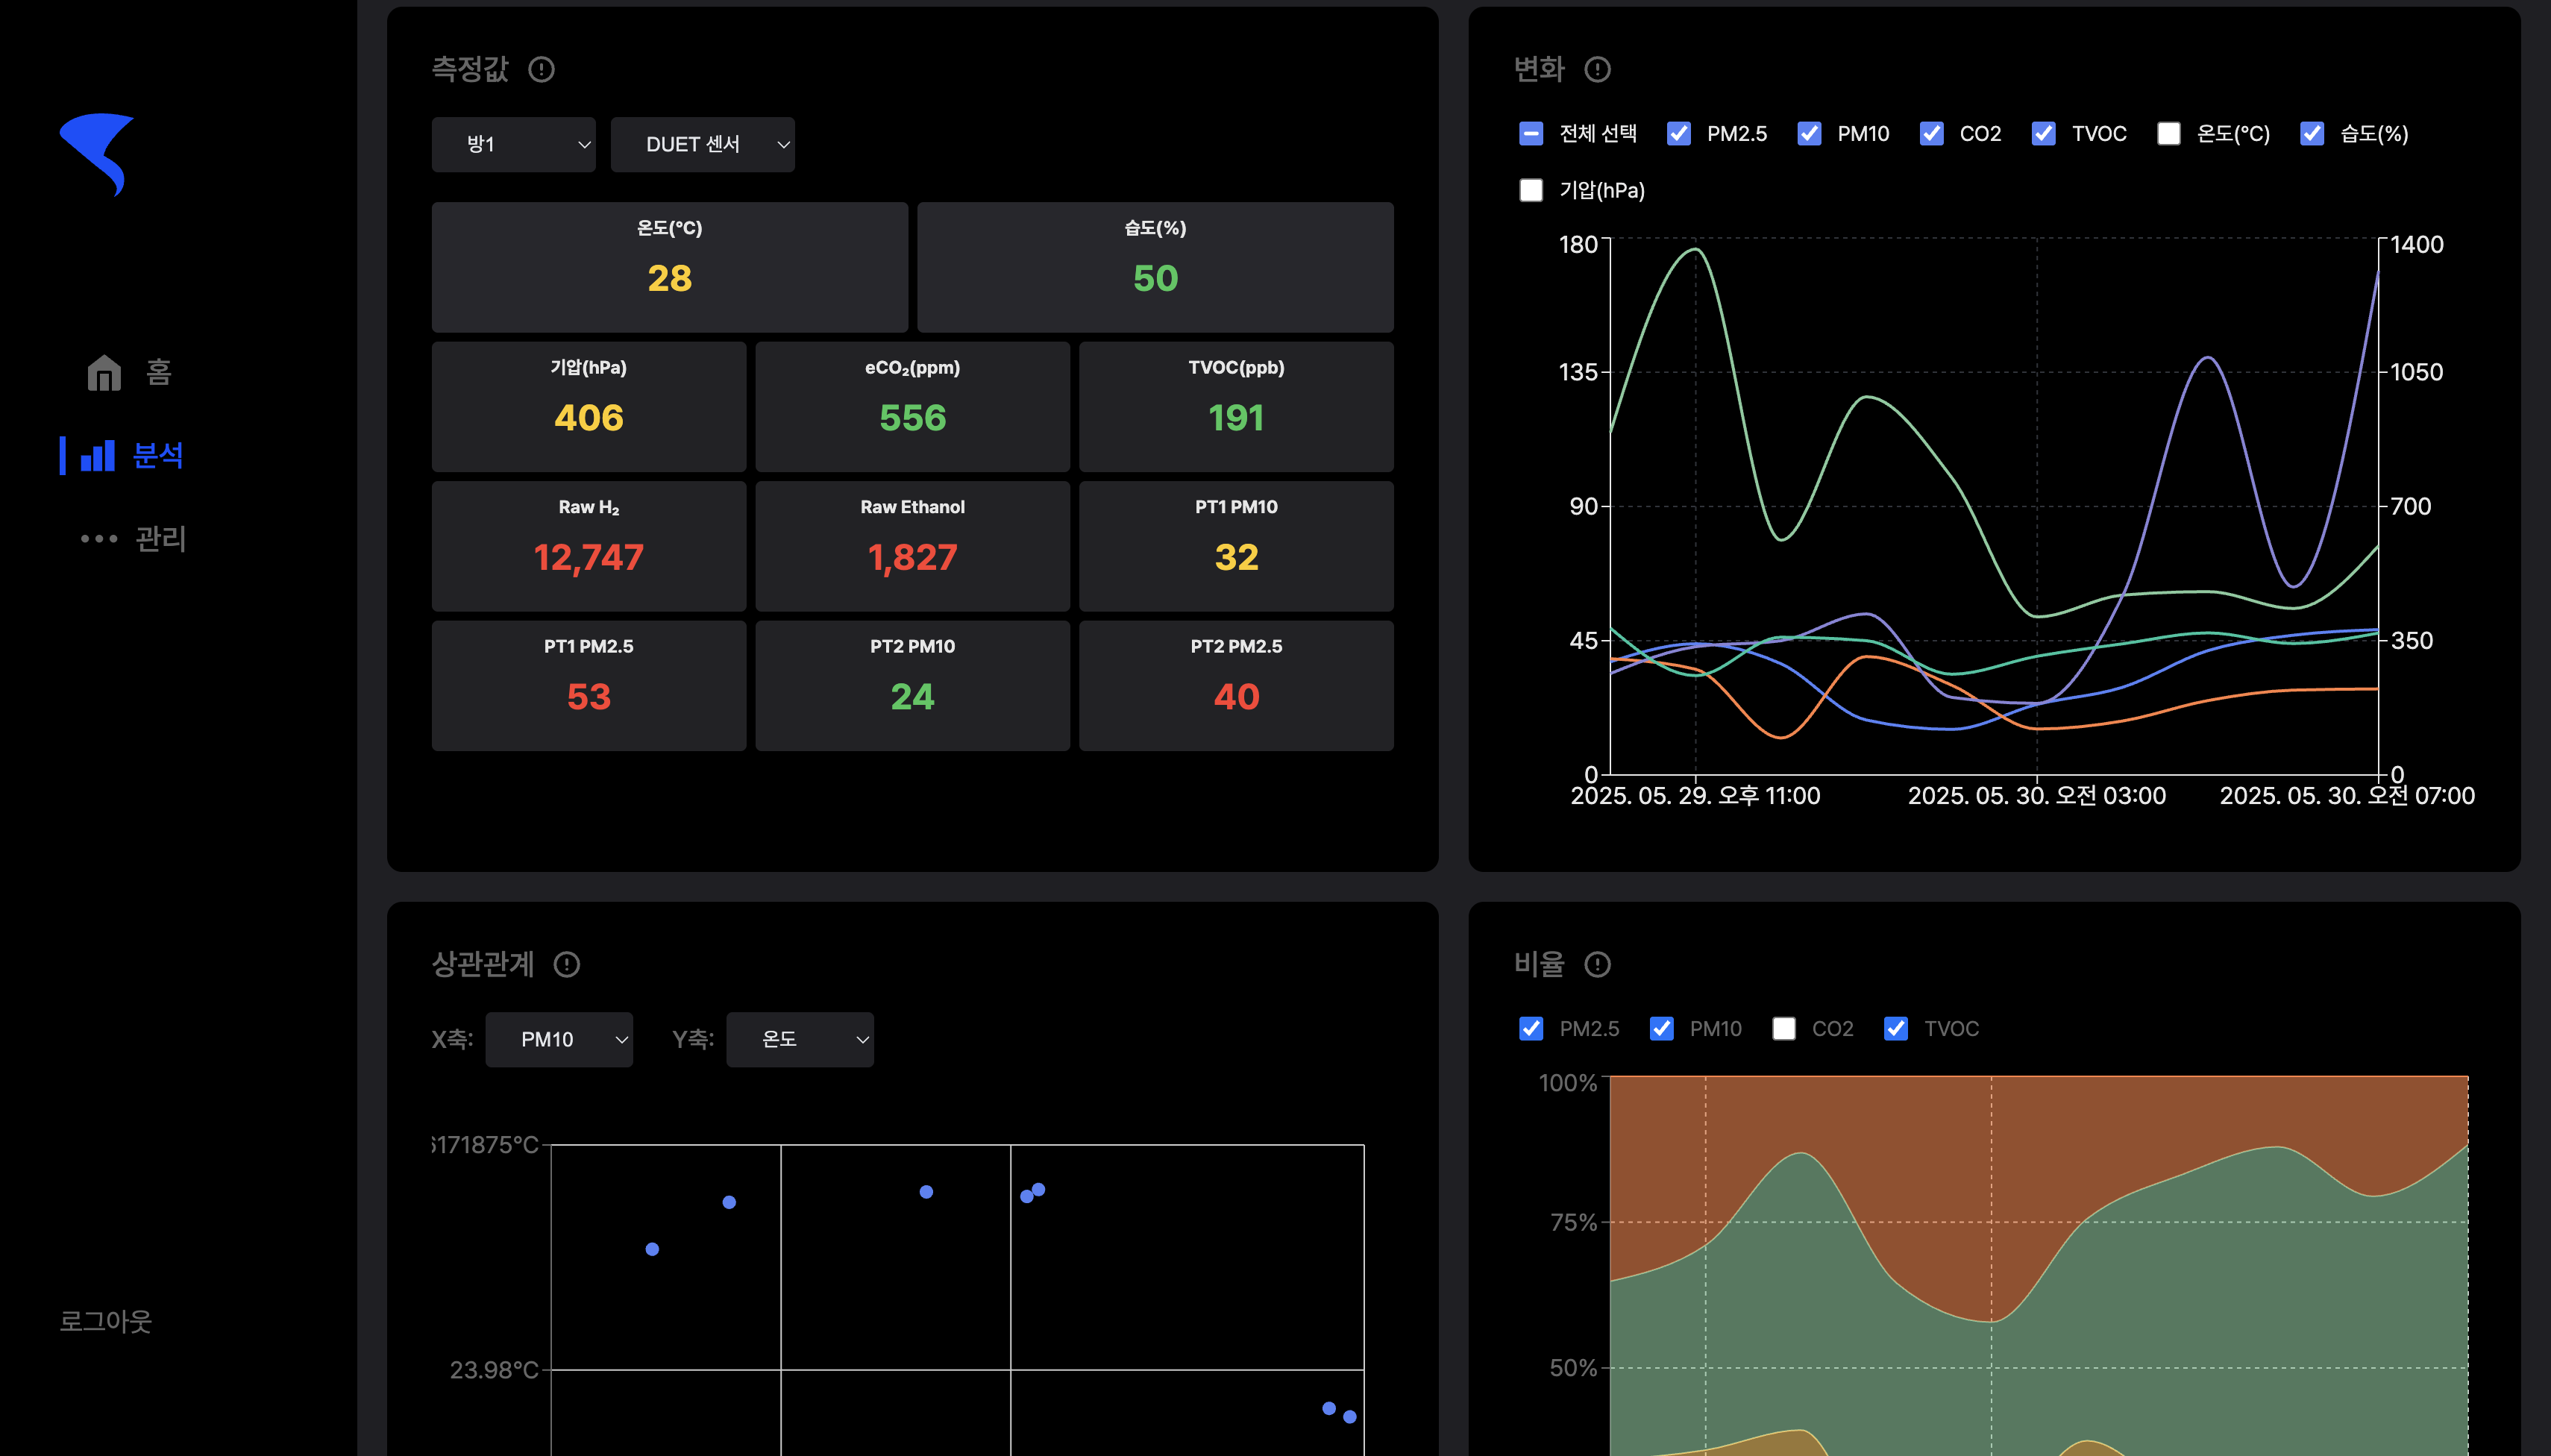 홈
분석
관리
로그아웃
측정값
방1
DUET 센서
온도(°C)
28
습도(%)
50
기압(hPa)
406
eCO₂(ppm)
556
TVOC(ppb)
191
Raw H₂
12,747
Raw Ethanol
1,827
PT1 PM10
32
PT1 PM2.5
53
PT2 PM10
24
PT2 PM2.5
40
변화
전체 선택 PM2.5 PM10 CO2 TVOC 온도(°C) 습도(%)
기압(hPa)
180
135
90
45
0
1400
1050
700
350
0
2025. 05. 29. 오후 11:00
2025. 05. 30. 오전 03:00
2025. 05. 30. 오전 07:00
상관관계
X축: PM10 Y축: 온도
6171875°C
23.98°C
비율
PM2.5 PM10 CO2 TVOC
100%
75%
50%